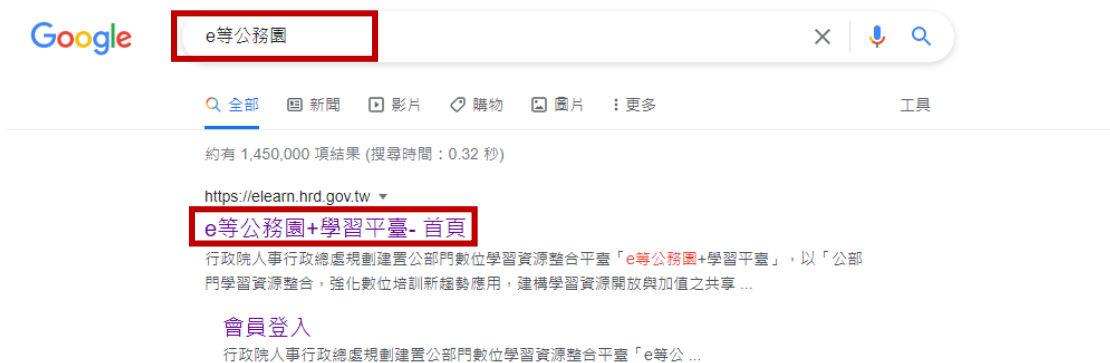 Google
e等公務園
全部 新聞 影片 購物 圖片 更多 工具
約有 1,450,000 項結果 (搜尋時間：0.32 秒)
https://elearn.hrd.gov.tw
e等公務園+學習平臺- 首頁
行政院人事行政總處規劃建置公部門數位學習資源整合平臺「e等公務園+學習平臺」，以「公部
門學習資源整合，強化數位培訓新趨勢應用，建構學習資源開放與加值之共享 ...
會員登入
行政院人事行政總處規劃建置公部門數位學習資源整合平臺「e等公 ...